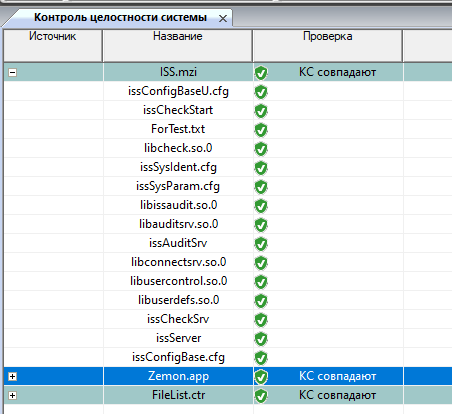 Контроль целостности системы
Источник Название Проверка
ISS.mzi КС совпадают
issConfigBaseU.cfg
issCheckStart
ForTest.txt
libcheck.so.0
issSysIdent.cfg
issSysParam.cfg
libissaudit.so.0
libauditsrv.so.0
issAuditSrv
libconnectsrv.so.0
libusercontrol.so.0
libuserdefs.so.0
issCheckSrv
issServer
issConfigBase.cfg
Zemon.app КС совпадают
FileList.ctr КС совпадают